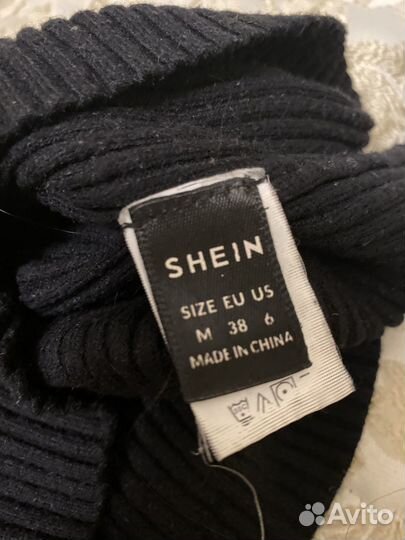 SHEIN
SIZE EU US
M 38 6
MADE IN CHINA
Avito